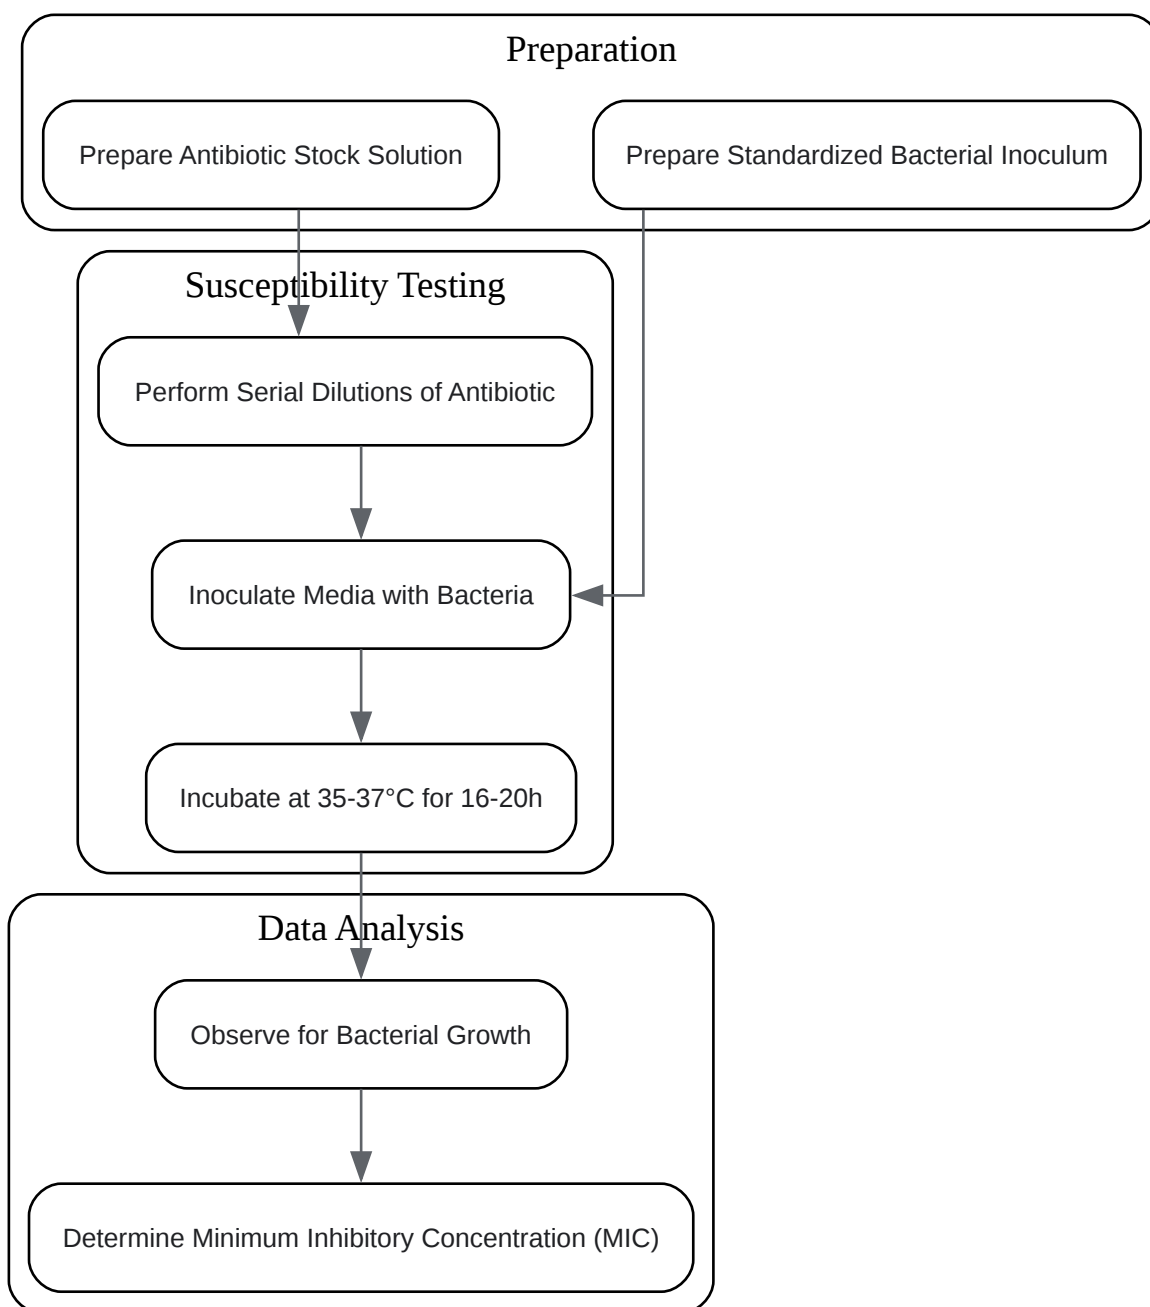 Preparation
Prepare Antibiotic Stock Solution
Prepare Standardized Bacterial Inoculum
Susceptibility Testing
Perform Serial Dilutions of Antibiotic
Inoculate Media with Bacteria
Incubate at 35-37°C for 16-20h
Data Analysis
Observe for Bacterial Growth
Determine Minimum Inhibitory Concentration (MIC)